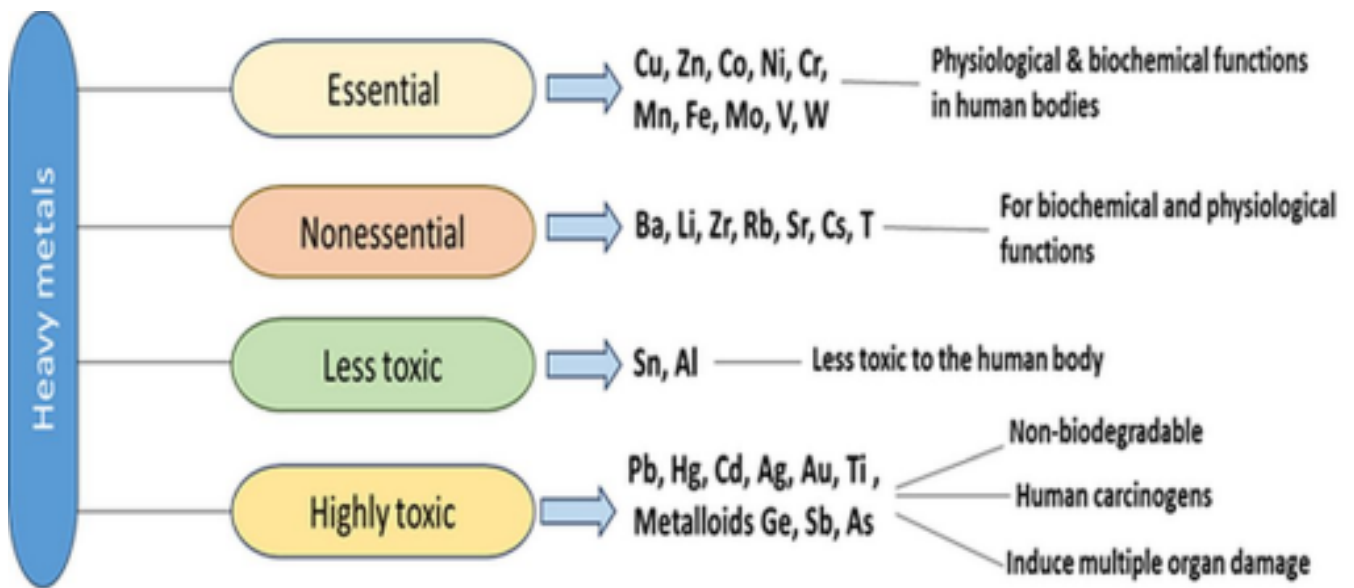 Heavy metals
Essential
Cu, Zn, Co, Ni, Cr,
Mn, Fe, Mo, V, W
Physiological & biochemical functions
in human bodies
Nonessential
Ba, Li, Zr, Rb, Sr, Cs, T
For biochemical and physiological
functions
Less toxic
Sn, Al
Less toxic to the human body
Highly toxic
Pb, Hg, Cd, Ag, Au, Ti ,
Metalloids Ge, Sb, As
Non-biodegradable
Human carcinogens
Induce multiple organ damage